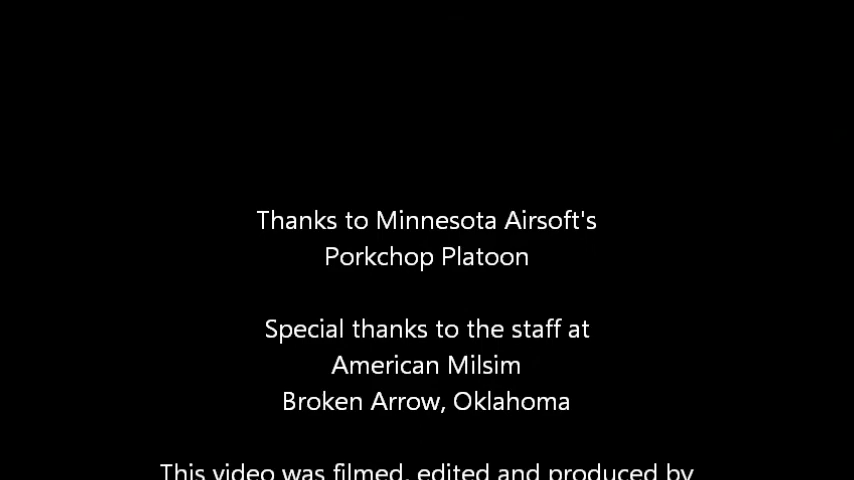 Thanks to Minnesota Airsoft's
Porkchop Platoon
Special thanks to the staff at
American Milsim
Broken Arrow, Oklahoma
This video was filmed, edited and produced by